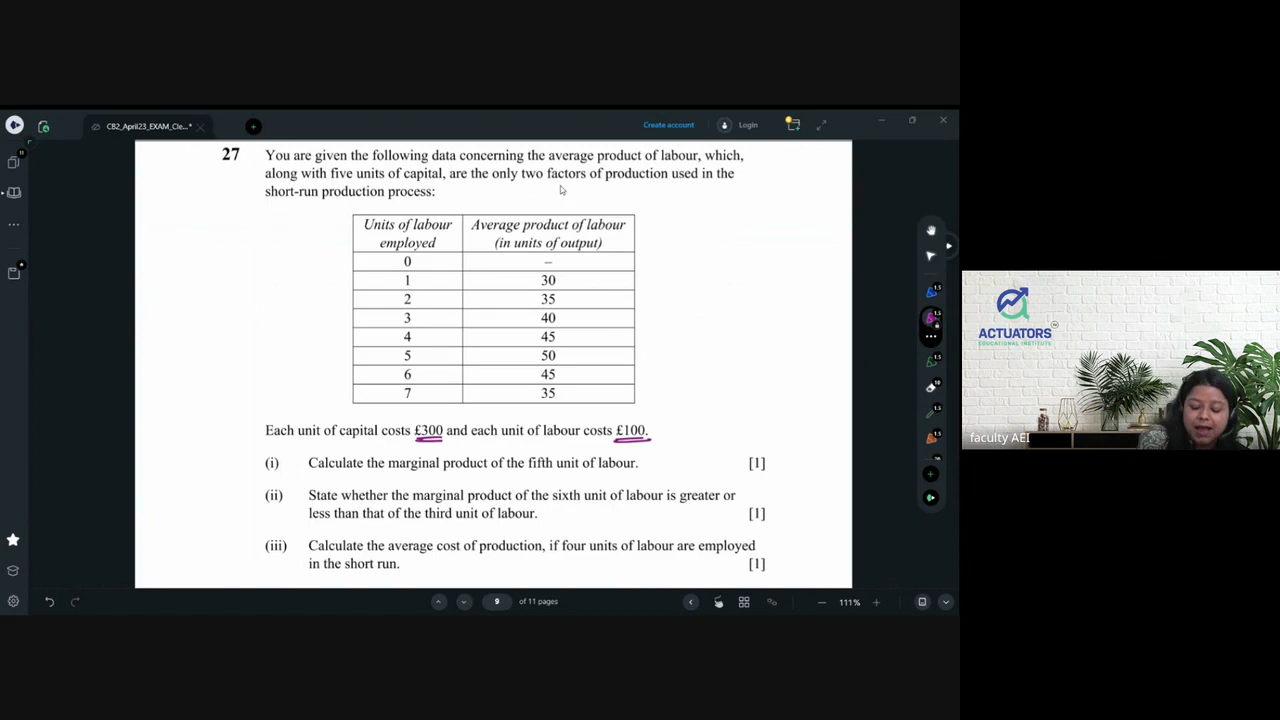 CB2_April23_EXAM_Cle...*
Create account
Login
27 You are given the following data concerning the average product of labour, which,
along with five units of capital, are the only two factors of production used in the
short-run production process:
Units of labour employed Average product of labour (in units of output)
0 –
1 30
2 35
3 40
4 45
5 50
6 45
7 35
Each unit of capital costs £300 and each unit of labour costs £100.
(i) Calculate the marginal product of the fifth unit of labour. [1]
(ii) State whether the marginal product of the sixth unit of labour is greater or
less than that of the third unit of labour. [1]
(iii) Calculate the average cost of production, if four units of labour are employed
in the short run. [1]
9 of 11 pages
111%
ACTUATORS
EDUCATIONAL INSTITUTE
faculty AEI